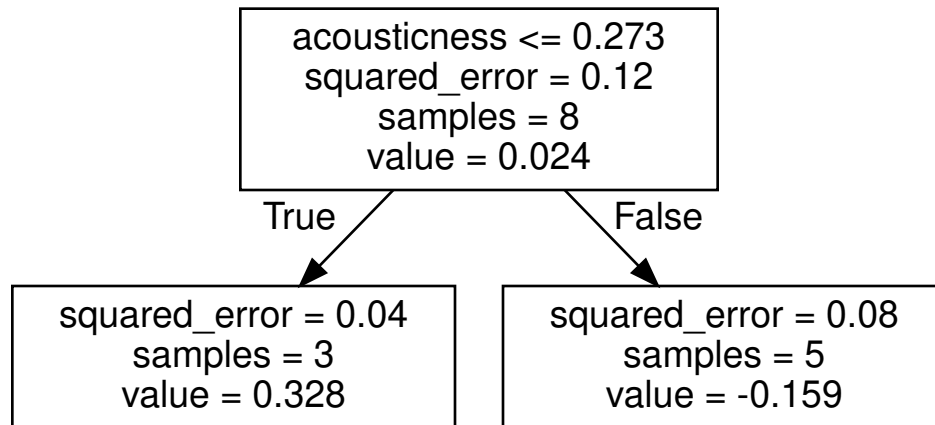 acousticness <= 0.273
squared_error = 0.12
samples = 8
value = 0.024
True
False
squared_error = 0.04
samples = 3
value = 0.328
squared_error = 0.08
samples = 5
value = -0.159